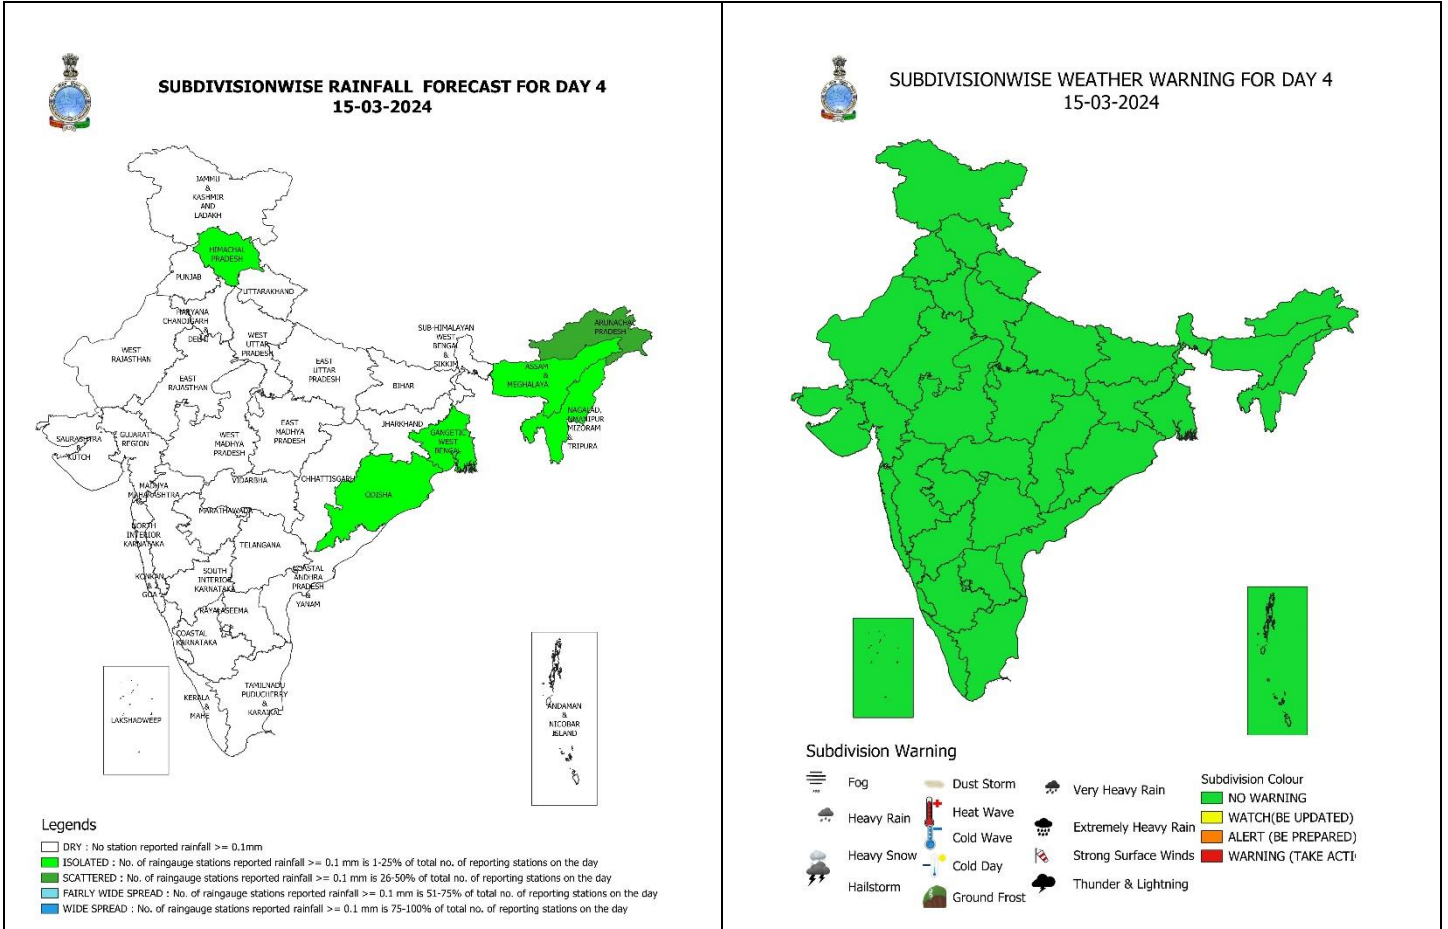 SUBDIVISIONWISE RAINFALL FORECAST FOR DAY 4
15-03-2024
JAMMU
&
KASHMIR
AND
LADAKH
HIMACHAL
PRADESH
PUNJAB
UTTARAKHAND
HARYANA
CHANDIGARH
&
DELHI
WEST
UTTAR
PRADESH
SUB-HIMALAYAN
WEST
BENGAL
&
SIKKIM
ARUNACHAL
PRADESH
WEST
RAJASTHAN
EAST
RAJASTHAN
EAST
UTTAR
PRADESH
BIHAR
ASSAM
&
MEGHALAYA
NAGALAD,
MANIPUR
MIZORAM
&
TRIPURA
SAURASHTRA
&
KUTCH
GUJARAT
REGION
WEST
MADHYA
PRADESH
EAST
MADHYA
PRADESH
JHARKHAND
GANGETIC
WEST
BENGAL
MADHYA
MAHARASHTRA
VIDARBHA
CHHATTISGARH
ODISHA
MARATHAWADA
NORTH
INTERIOR
KARNATAKA
TELANGANA
KONKAN
&
GOA
SOUTH
INTERIOR
KARNATAKA
COASTAL
ANDHRA
PRADESH
&
YANAM
RAYALASEEMA
COASTAL
KARNATAKA
KERALA
&
MAHE
TAMILNADU
PUDUCHERRY
&
KARAIKAL
LAKSHADWEEP
ANDAMAN
&
NICOBAR
ISLAND
Legends
DRY : No station reported rainfall >= 0.1mm
ISOLATED : No. of raingauge stations reported rainfall >= 0.1 mm is 1-25% of total no. of reporting stations on the day
SCATTERED : No. of raingauge stations reported rainfall >= 0.1 mm is 26-50% of total no. of reporting stations on the day
FAIRLY WIDE SPREAD : No. of raingauge stations reported rainfall >= 0.1 mm is 51-75% of total no. of reporting stations on the day
WIDE SPREAD : No. of raingauge stations reported rainfall >= 0.1 mm is 75-100% of total no. of reporting stations on the day
SUBDIVISIONWISE WEATHER WARNING FOR DAY 4
15-03-2024
Subdivision Warning
Fog
Heavy Rain
Heavy Snow
Hailstorm
Dust Storm
Heat Wave
Cold Wave
Cold Day
Ground Frost
Very Heavy Rain
Extremely Heavy Rain
Strong Surface Winds
Thunder & Lightning
Subdivision Colour
NO WARNING
WATCH(BE UPDATED)
ALERT (BE PREPARED)
WARNING (TAKE ACTI